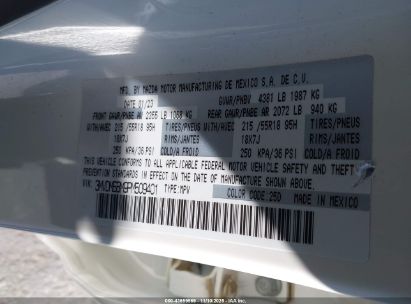 MFD. BY MAZDA MOTOR MANUFACTURING DE MEXICO S.A. DE C.V.
DATE 01/23 GVWR/PNBV 4381 LB 1987 KG
FRONT GAWR/PNBE AV 2355 LB 1068 KG REAR GAWR/PNBE AR 2072 LB 940 KG
215/55R18 95H TIRES/PNEUS WITH/AVEC 215/55R18 95H TIRES/PNEUS
18X7J RIMS/JANTES 18X7J RIMS/JANTES
250 KPA/36 PSI COLD/A FROID 250 KPA/36 PSI COLD/A FROID
THIS VEHICLE CONFORMS TO ALL APPLICABLE FEDERAL MOTOR VEHICLE SAFETY AND THEFT PREVENTION
STANDARDS IN EFFECT ON THE DATE OF MANUFACTURE SHOWN ABOVE.
VIN: TYPE: MPV
COLOR CODE: 25D MADE IN MEXICO